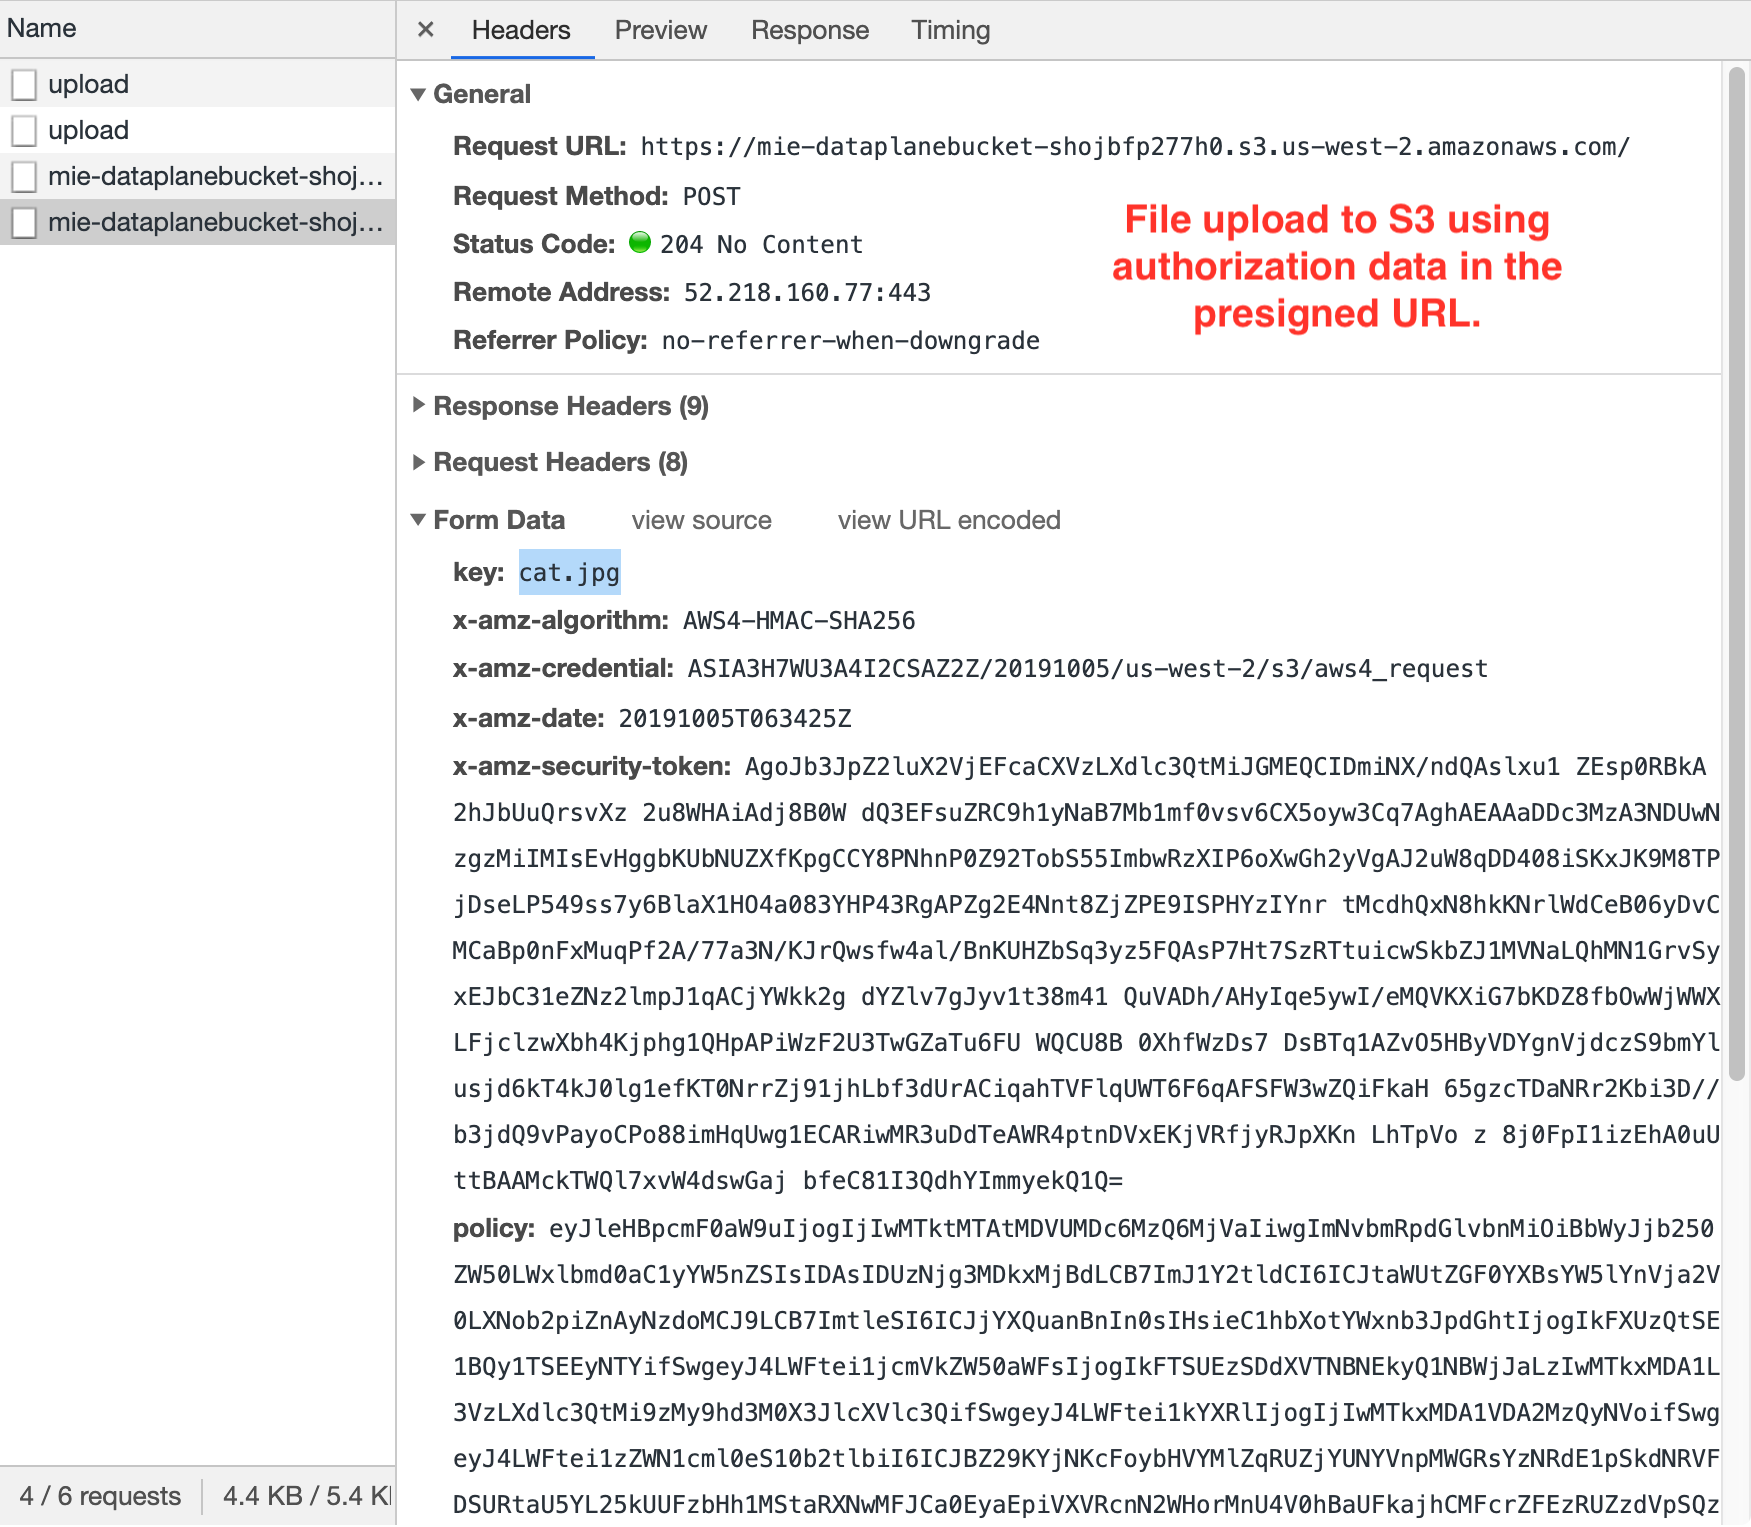 Name
× Headers Preview Response Timing
upload
upload
mie-dataplanebucket-shoj…
mie-dataplanebucket-shoj…
General
Request URL: https://mie-dataplanebucket-shojbfp277h0.s3.us-west-2.amazonaws.com/
Request Method: POST
Status Code: 204 No Content
Remote Address: 52.218.160.77:443
Referrer Policy: no-referrer-when-downgrade
File upload to S3 using
authorization data in the
presigned URL.
Response Headers (9)
Request Headers (8)
Form Data view source view URL encoded
key: cat.jpg
x-amz-algorithm: AWS4-HMAC-SHA256
x-amz-credential: ASIA3H7WU3A4I2CSAZ2Z/20191005/us-west-2/s3/aws4_request
x-amz-date: 20191005T063425Z
x-amz-security-token: AgoJb3JpZ2luX2VjEFcaCXVzLXdlc3QtMiJGMEQCIDmiNX/ndQAslxu1 ZEsp0RBkA
2hJbUuQrsvXz 2u8WHAiAdj8B0W dQ3EFsuZRC9h1yNaB7Mb1mf0vsv6CX5oyw3Cq7AghAEAAaDDc3MzA3NDUwN
zgzMiIMIsEvHggbKUbNUZXfKpgCCY8PNhnP0Z92TobS55ImbwRzXIP6oXwGh2yVgAJ2uW8qDD408iSKxJK9M8TP
jDseLP549ss7y6BlaX1HO4a083YHP43RgAPZg2E4Nnt8ZjZPE9ISPHYzIYnr tMcdhQxN8hkKNrlWdCeB06yDvC
MCaBp0nFxMuqPf2A/77a3N/KJrQwsfw4al/BnKUHZbSq3yz5FQAsP7Ht7SzRTtuicwSkbZJ1MVNaLQhMN1GrvSy
xEJbC31eZNz2lmpJ1qACjYWkk2g dYZlv7gJyv1t38m41 QuVADh/AHyIqe5ywI/eMQVKXiG7bKDZ8fbOwWjWWX
LFjclzwXbh4Kjphg1QHpAPiWzF2U3TwGZaTu6FU WQCU8B 0XhfWzDs7 DsBTq1AZvO5HByVDYgnVjdczS9bmYl
usjd6kT4kJ0lg1efKT0NrrZj91jhLbf3dUrACiqahTVFlqUWT6F6qAFSFW3wZQiFkaH 65gzcTDaNRr2Kbi3D//
b3jdQ9vPayoCPo88imHqUwg1ECARiwMR3uDdTeAWR4ptnDVxEKjVRfjyRJpXKn LhTpVo z 8j0FpI1izEhA0uU
ttBAAMckTWQl7xvW4dswGaj bfeC81I3QdhYImmyekQ1Q=
policy: eyJleHBpcmF0aW9uIjogIjIwMTktMTAtMDVUMDc6MzQ6MjVaIiwgImNvbmRpdGlvbnMiOiBbWyJjb250
ZW50LWxlbmd0aC1yYW5nZSIsIDAsIDUzNjg3MDkxMjBdLCB7ImJ1Y2tldCI6ICJtaWUtZGF0YXBsYW5lYnVja2V
0LXNob2piZnAyNzdoMCJ9LCB7ImtleSI6ICJjYXQuanBnIn0sIHsieC1hbXotYWxnb3JpdGhtIjogIkFXUzQtSE
1BQy1TSEEyNTYifSwgeyJ4LWFtei1jcmVkZW50aWFsIjogIkFTSUEzSDdXVTNBNEkyQ1NBWjJaLzIwMTkxMDA1L
3VzLXdlc3QtMi9zMy9hd3M0X3JlcXVlc3QifSwgeyJ4LWFtei1kYXRlIjogIjIwMTkxMDA1VDA2MzQyNVoifSwg
eyJ4LWFtei1zZWN1cml0eS10b2tlbiI6ICJBZ29KYjNKcFoybHVYMlZqRUZjYUNYVnpMWGRsYzNRdE1pSkdNRVF
DSURtaU5YL25kUUFzbHh1MStaRXNwMFJCa0EyaEpiVXVRcnN2WHorMnU4V0hBaUFkajhCMFcrZFEzRUZzdVpSQz
4 / 6 requests 4.4 KB / 5.4 K